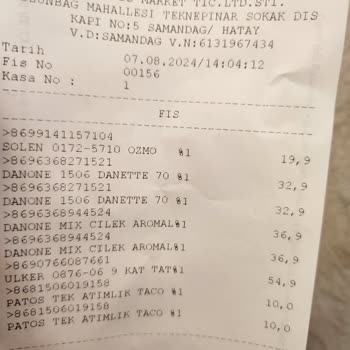 MARKET TIC.LTD.STI.
MAHALLESI TEKNEPINAR SOKAK DIS
KAPI NO:5 SAMANDAG/ HATAY
V.D:SAMANDAG V.N:6131967434
Tarih 07.08.2024/14:04:12
Fis No 00156
Kasa No : 1
FIS
>8699141157104
SOLEN 0172-5710 OZMO %1 19,9
>8696368271521
DANONE 1506 DANETTE 70 %1 32,9
>8696368271521
DANONE 1506 DANETTE 70 %1 32,9
>8696368944524
DANONE MIX CILEK AROMAL%1 36,9
>8696368944524
DANONE MIX CILEK AROMAL%1 36,9
>8690766087661
ULKER 0876-06 9 KAT TAT%1 54,9
>8681506019158
PATOS TEK ATIMLIK TACO %1 10,0
>8681506019158
PATOS TEK ATIMLIK TACO %1 10,0